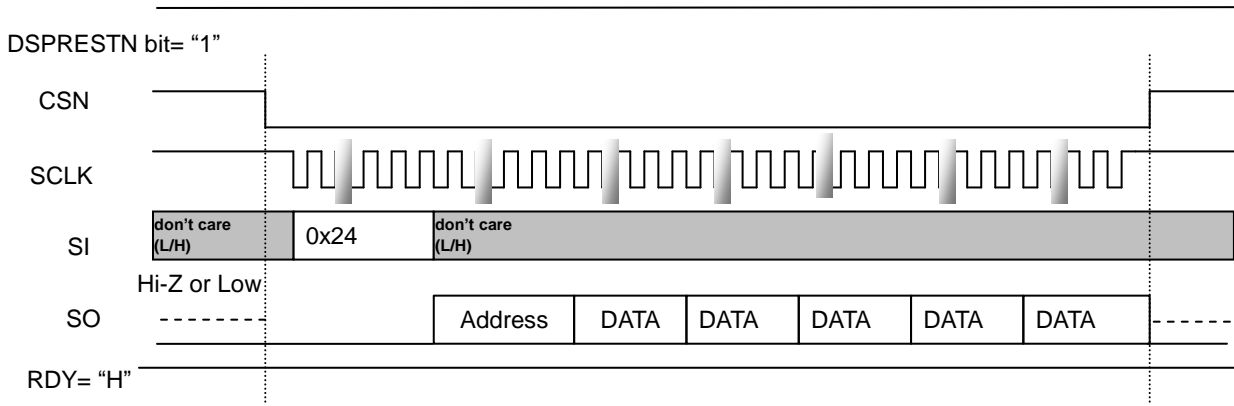 DSPRESTN bit= “1”
CSN
SCLK
SI
don’t care
(L/H)
0x24
don’t care
(L/H)
Hi-Z or Low
SO
Address DATA DATA DATA DATA DATA
RDY= “H”